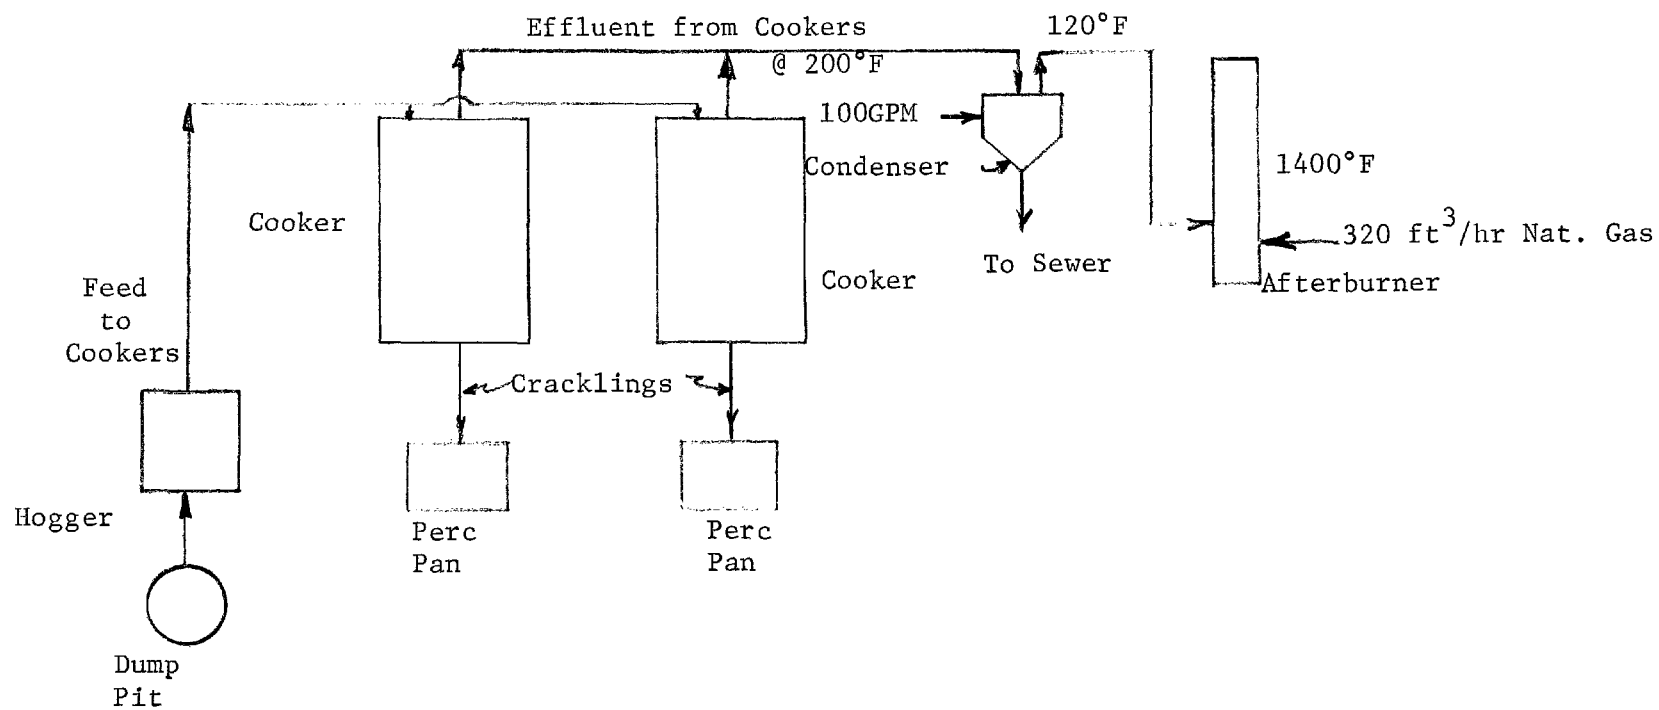 Effluent from Cookers
@ 200°F
120°F
100GPM
Condenser
1400°F
320 ft³/hr Nat. Gas
Afterburner
To Sewer
Cooker
Cooker
Feed
to
Cookers
Cracklings
Hogger
Perc
Pan
Perc
Pan
Dump
Pit